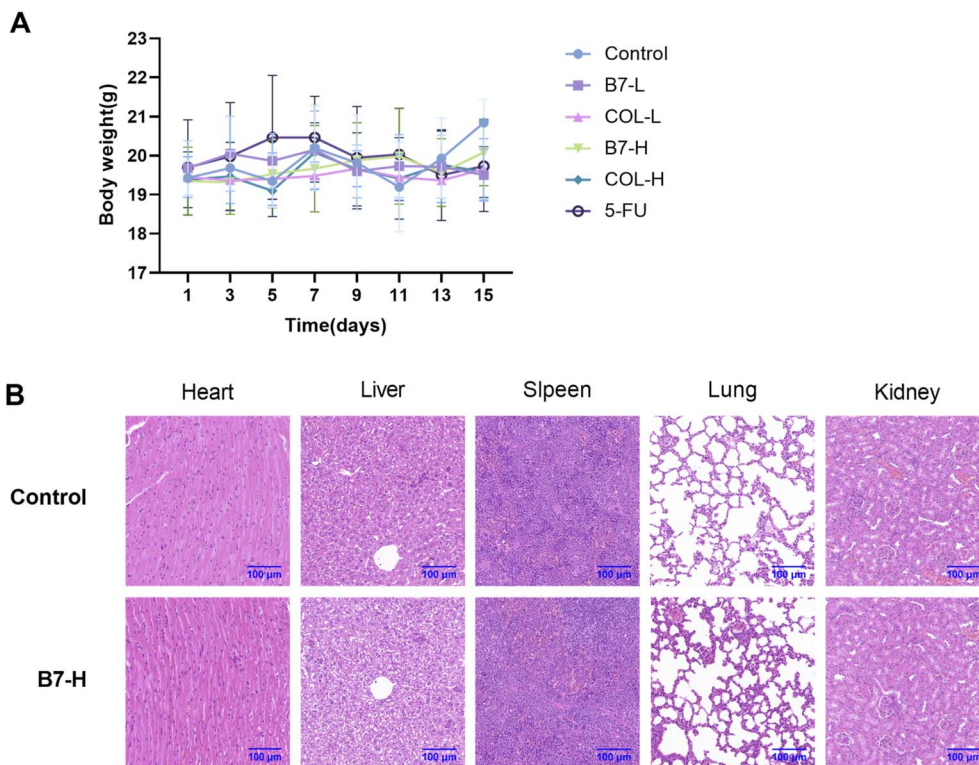 A
23
22
21
20
19
18
17
Body weight(g)
1 3 5 7 9 11 13 15
Time(days)
Control
B7-L
COL-L
B7-H
COL-H
5-FU
B
Heart Liver Slpeen Lung Kidney
Control
100 μm 100 μm 100 μm 100 μm 100 μm
B7-H
100 μm 100 μm 100 μm 100 μm 100 μm